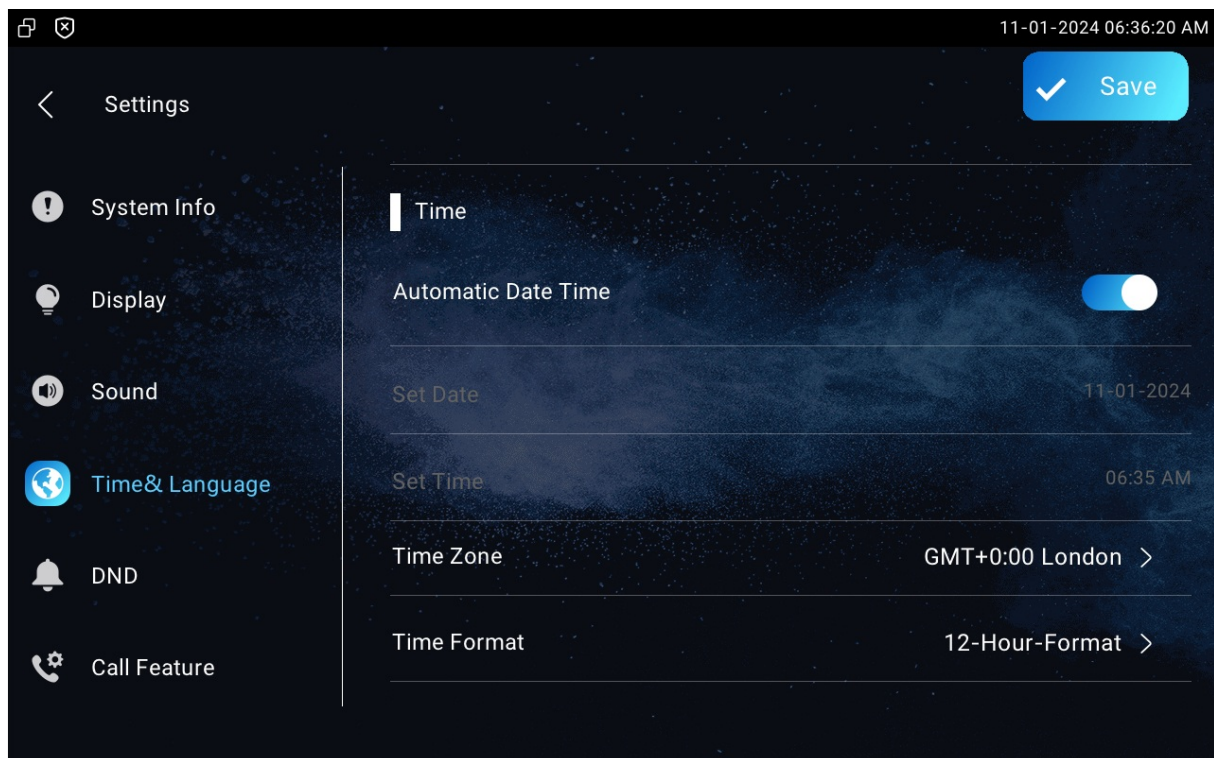 11-01-2024 06:36:20 AM
Settings
Save
System Info
Display
Sound
Time& Language
DND
Call Feature
Time
Automatic Date Time
Set Date 11-01-2024
Set Time 06:35 AM
Time Zone GMT+0:00 London
Time Format 12-Hour-Format